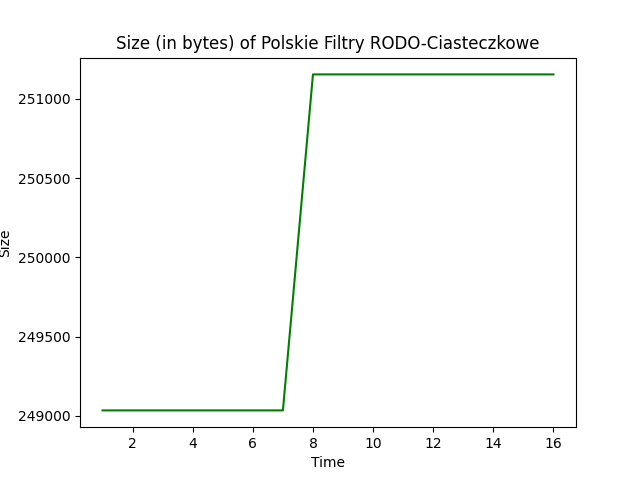 Size (in bytes) of Polskie Filtry RODO-Ciasteczkowe
251000
250500
250000
249500
249000
Size
2 4 6 8 10 12 14 16
Time